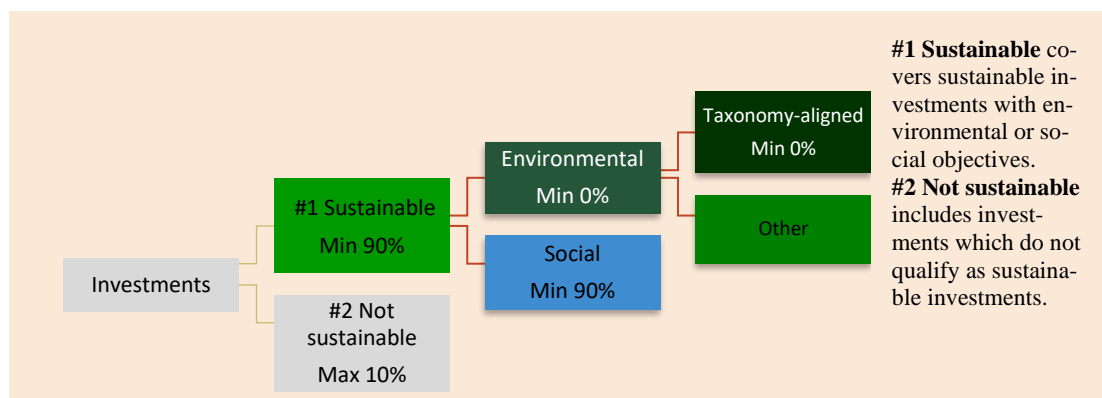 Investments
#1 Sustainable
Min 90%
#2 Not
sustainable
Max 10%
Environmental
Min 0%
Social
Min 90%
Taxonomy-aligned
Min 0%
Other
#1 Sustainable co-
vers sustainable in-
vestments with en-
vironmental or so-
cial objectives.
#2 Not sustainable
includes invest-
ments which do not
qualify as sustaina-
ble investments.